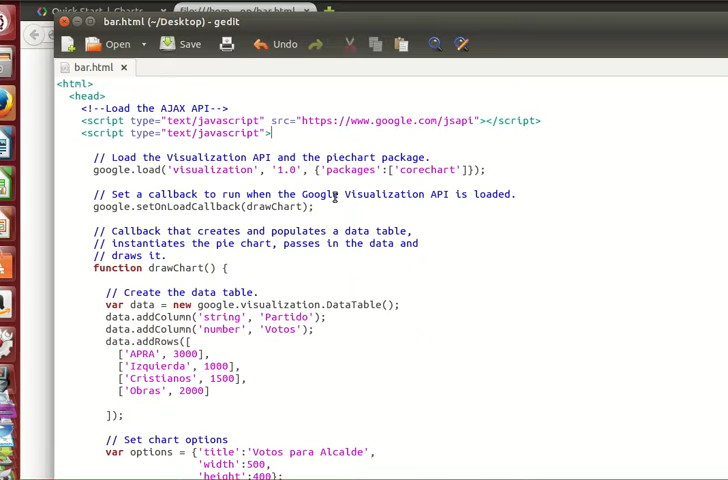 Quick Start | Charts
bar.html (~/Desktop) - gedit
Open
Save
Undo
bar.html
<html>
<head>
<!--Load the AJAX API-->
<script type="text/javascript" src="https://www.google.com/jsapi"></script>
<script type="text/javascript">
// Load the Visualization API and the piechart package.
google.load('visualization', '1.0', {'packages':['corechart']});
// Set a callback to run when the Google Visualization API is loaded.
google.setOnLoadCallback(drawChart);
// Callback that creates and populates a data table,
// instantiates the pie chart, passes in the data and
// draws it.
function drawChart() {
// Create the data table.
var data = new google.visualization.DataTable();
data.addColumn('string', 'Partido');
data.addColumn('number', 'Votos');
data.addRows([
['APRA', 3000],
['Izquierda', 1000],
['Cristianos', 1500],
['Obras', 2000]
]);
// Set chart options
var options = {'title':'Votos para Alcalde',
'width':500,
'height':400};